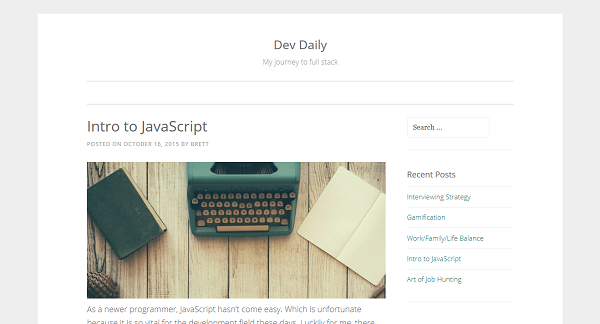 Dev Daily
My journey to full stack
Intro to JavaScript
POSTED ON OCTOBER 16, 2015 BY BRETT
As a newer programmer, JavaScript hasn't come easy. Which is unfortunate
because it is so vital for the development field these days. Luckily for me, there
Search ...
Recent Posts
Interviewing Strategy
Gamification
Work/Family/Life Balance
Intro to JavaScript
Art of Job Hunting